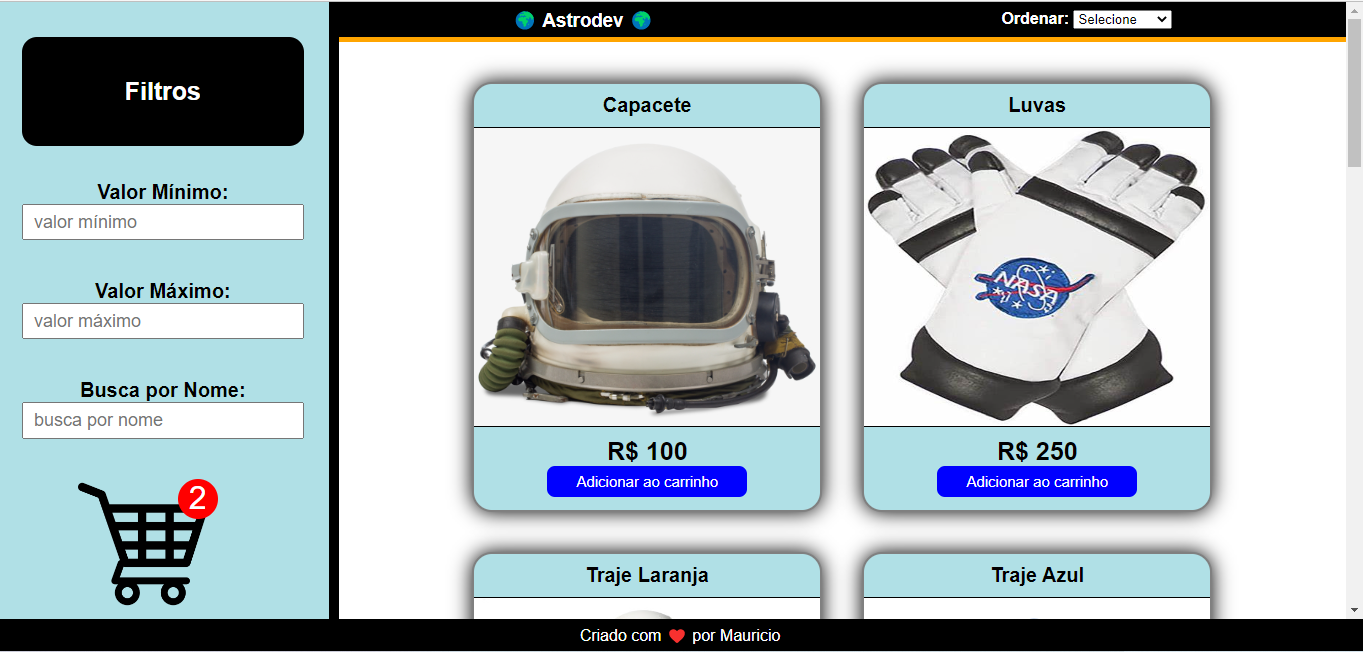 Filtros
Valor Mínimo:
valor mínimo
Valor Máximo:
valor máximo
Busca por Nome:
busca por nome
2
🌍 Astrodev 🌍
Ordenar: Selecione
Capacete
R$ 100
Adicionar ao carrinho
Luvas
NASA
R$ 250
Adicionar ao carrinho
Traje Laranja
Traje Azul
Criado com ❤️ por Mauricio